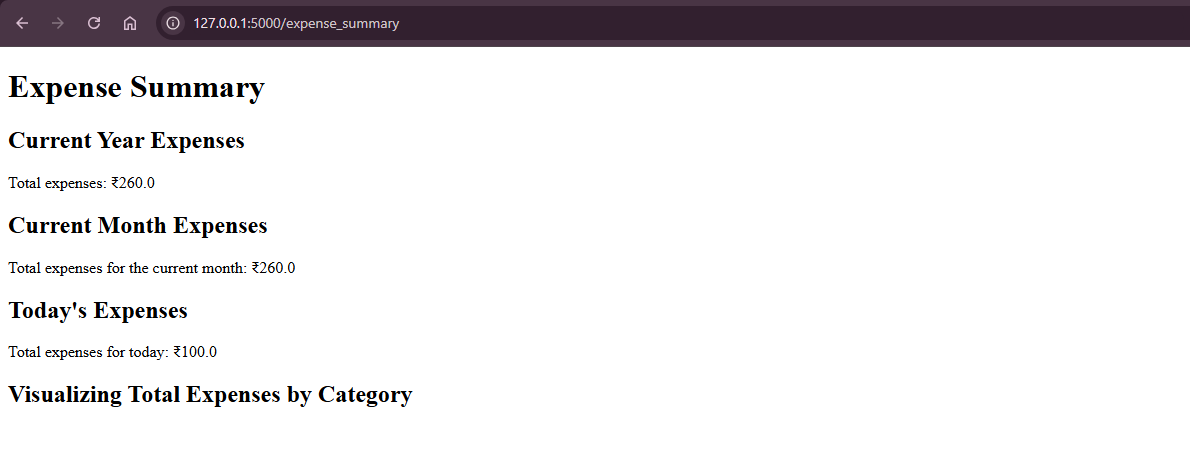 127.0.0.1:5000/expense_summary
Expense Summary
Current Year Expenses
Total expenses: ₹260.0
Current Month Expenses
Total expenses for the current month: ₹260.0
Today's Expenses
Total expenses for today: ₹100.0
Visualizing Total Expenses by Category